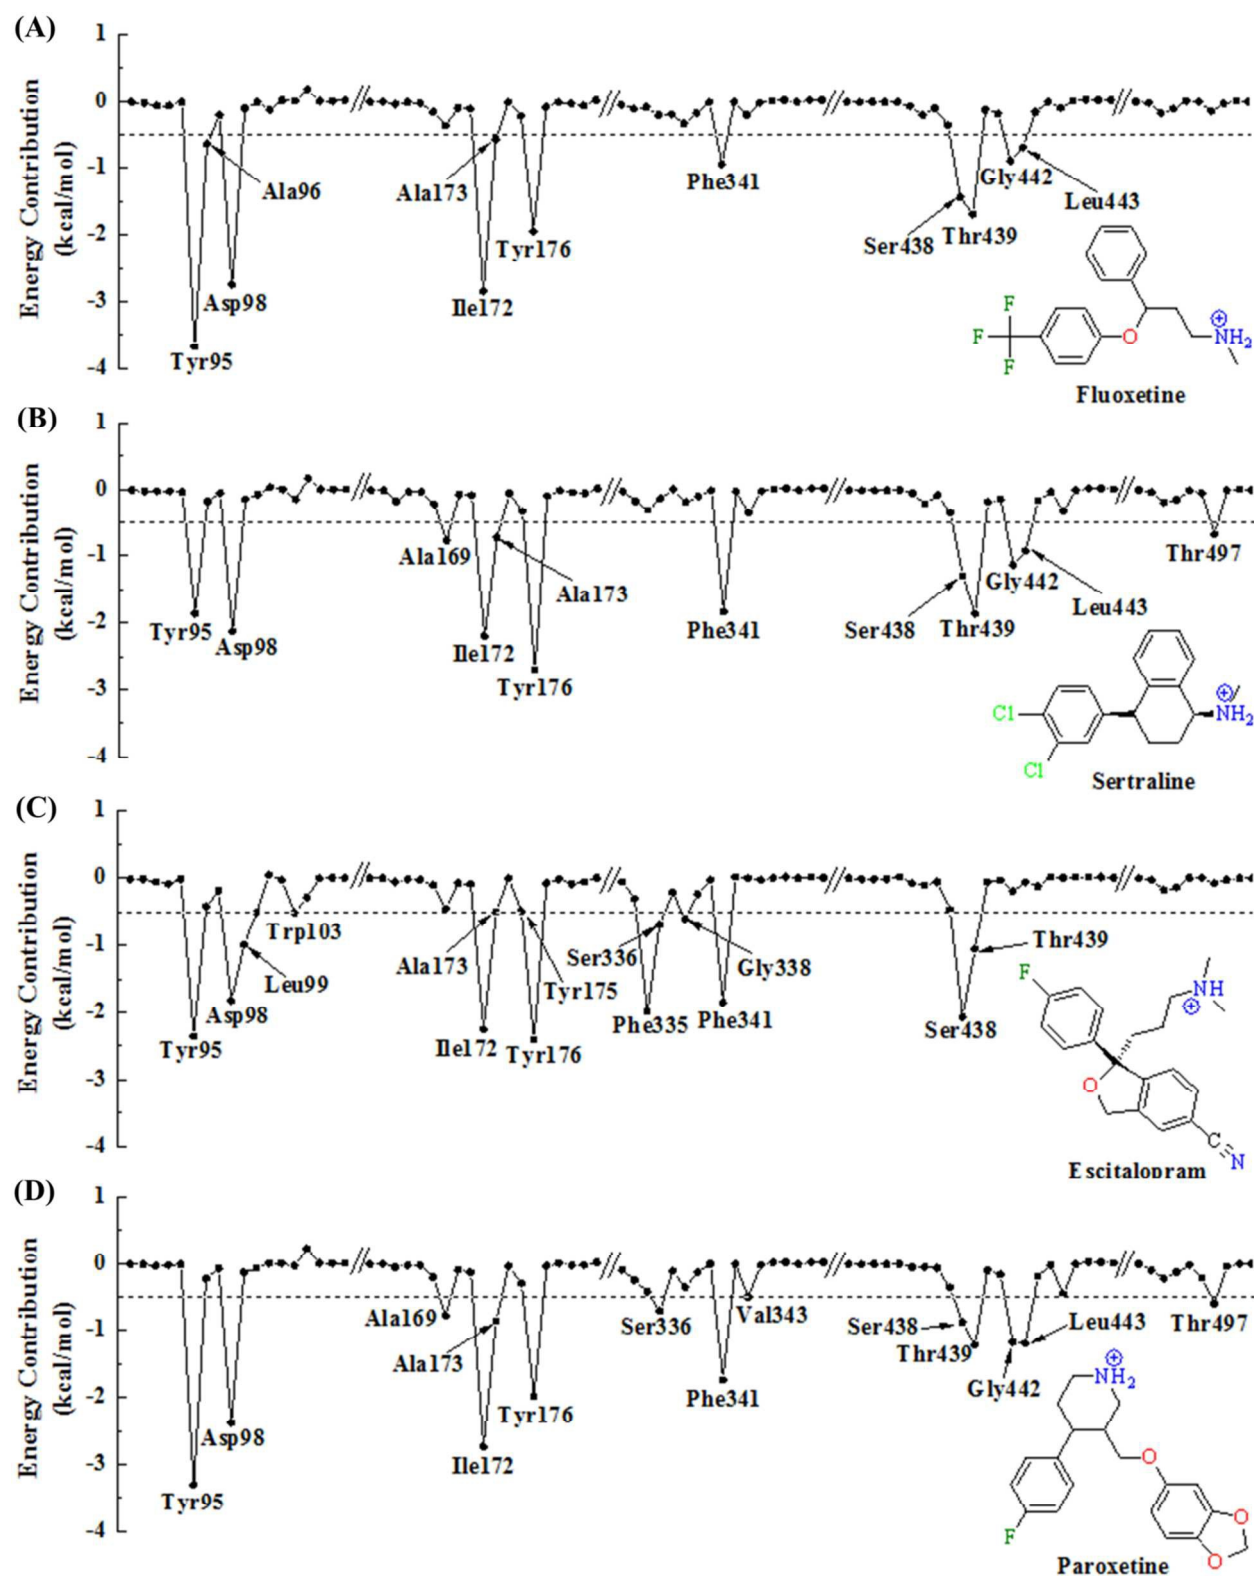 (A)
Energy Contribution
(kcal/mol)
1
0
-1
-2
-3
-4
Tyr95
Ala96
Asp98
Ala173
Ile172
Tyr176
Phe341
Ser438
Thr439
Gly442
Leu443
F
F
F
O
NH2
Fluoxetine
(B)
Energy Contribution
(kcal/mol)
1
0
-1
-2
-3
-4
Tyr95
Asp98
Ala169
Ile172
Ala173
Tyr176
Phe341
Ser438
Thr439
Gly442
Leu443
Thr497
Cl
Cl
NH2
Sertraline
(C)
Energy Contribution
(kcal/mol)
1
0
-1
-2
-3
-4
Tyr95
Asp98
Leu99
Trp103
Ala173
Ile172
Tyr175
Tyr176
Ser336
Phe335
Gly338
Phe341
Ser438
Thr439
F
NH
O
C
N
Escitalopram
(D)
Energy Contribution
(kcal/mol)
1
0
-1
-2
-3
-4
Tyr95
Asp98
Ala169
Ala173
Ile172
Tyr176
Ser336
Phe341
Val343
Ser438
Thr439
Gly442
Leu443
Thr497
NH2
O
F
O
O
Paroxetine